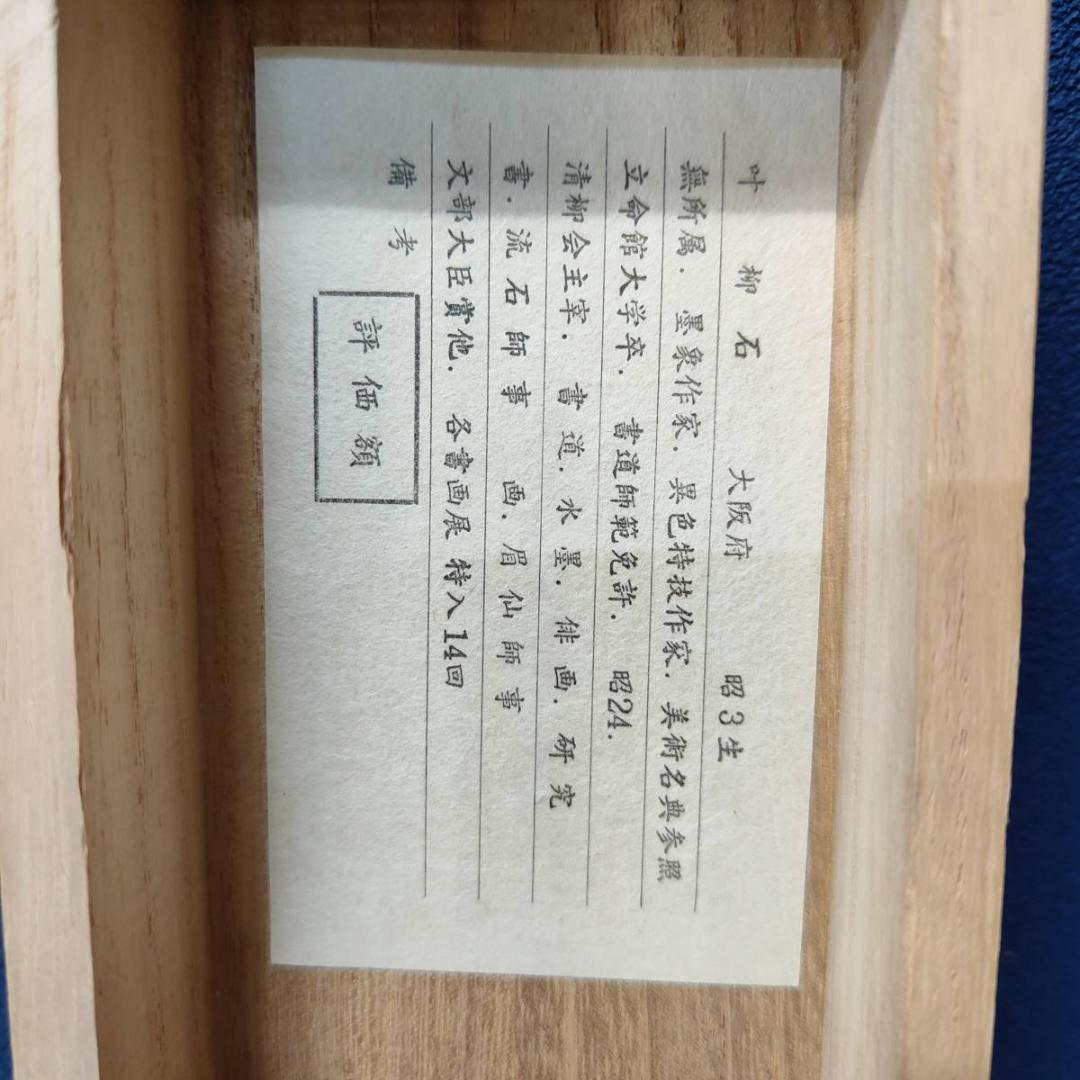 叶 柳 石 大阪府 昭3生
無所属. 墨象作家. 異色特技作家. 美術名典参照
立命館大学卒. 書道師範免許. 昭24.
清柳会主宰. 書道. 水墨. 俳画. 研究
書. 流石師事 画. 眉仙師事
文部大臣賞他. 各書画展特入14回
備考
評価額